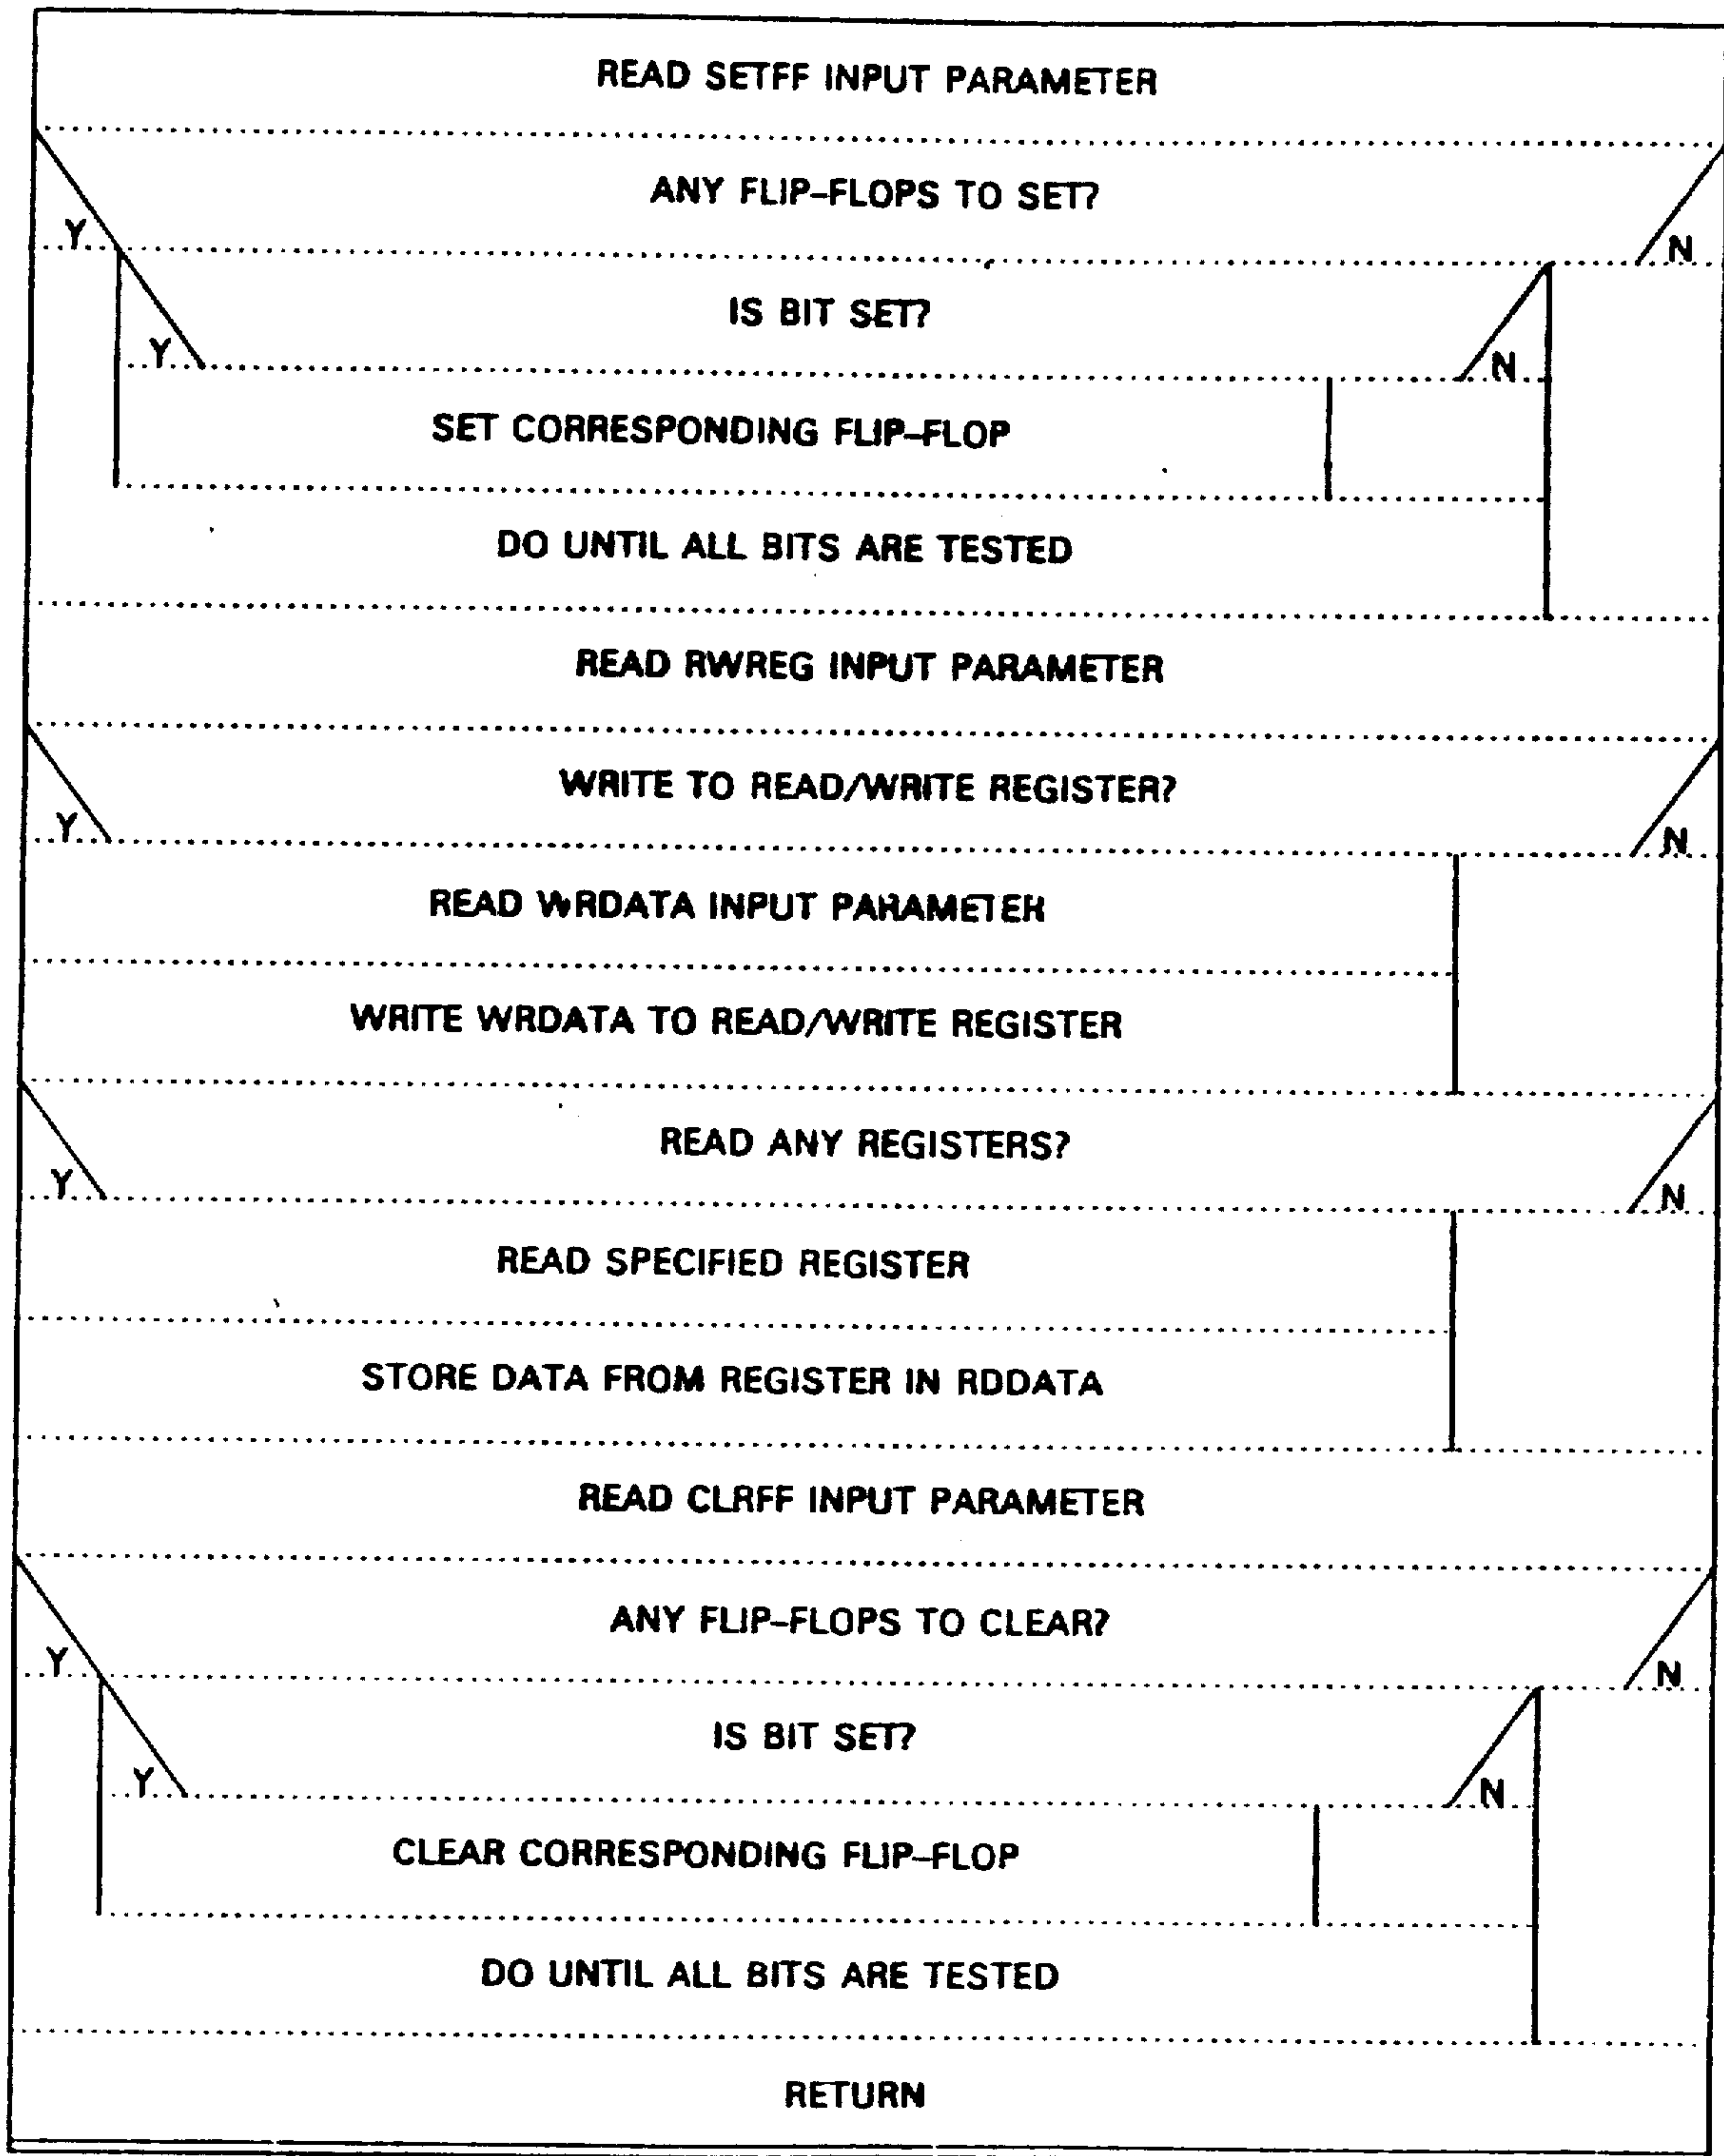 READ SETFF INPUT PARAMETER
ANY FLIP-FLOPS TO SET?
Y
N
IS BIT SET?
Y
N
SET CORRESPONDING FLIP-FLOP
DO UNTIL ALL BITS ARE TESTED
READ RWREG INPUT PARAMETER
WRITE TO READ/WRITE REGISTER?
Y
N
READ WRDATA INPUT PARAMETER
WRITE WRDATA TO READ/WRITE REGISTER
READ ANY REGISTERS?
Y
N
READ SPECIFIED REGISTER
STORE DATA FROM REGISTER IN RDDATA
READ CLRFF INPUT PARAMETER
ANY FLIP-FLOPS TO CLEAR?
Y
N
IS BIT SET?
Y
N
CLEAR CORRESPONDING FLIP-FLOP
DO UNTIL ALL BITS ARE TESTED
RETURN